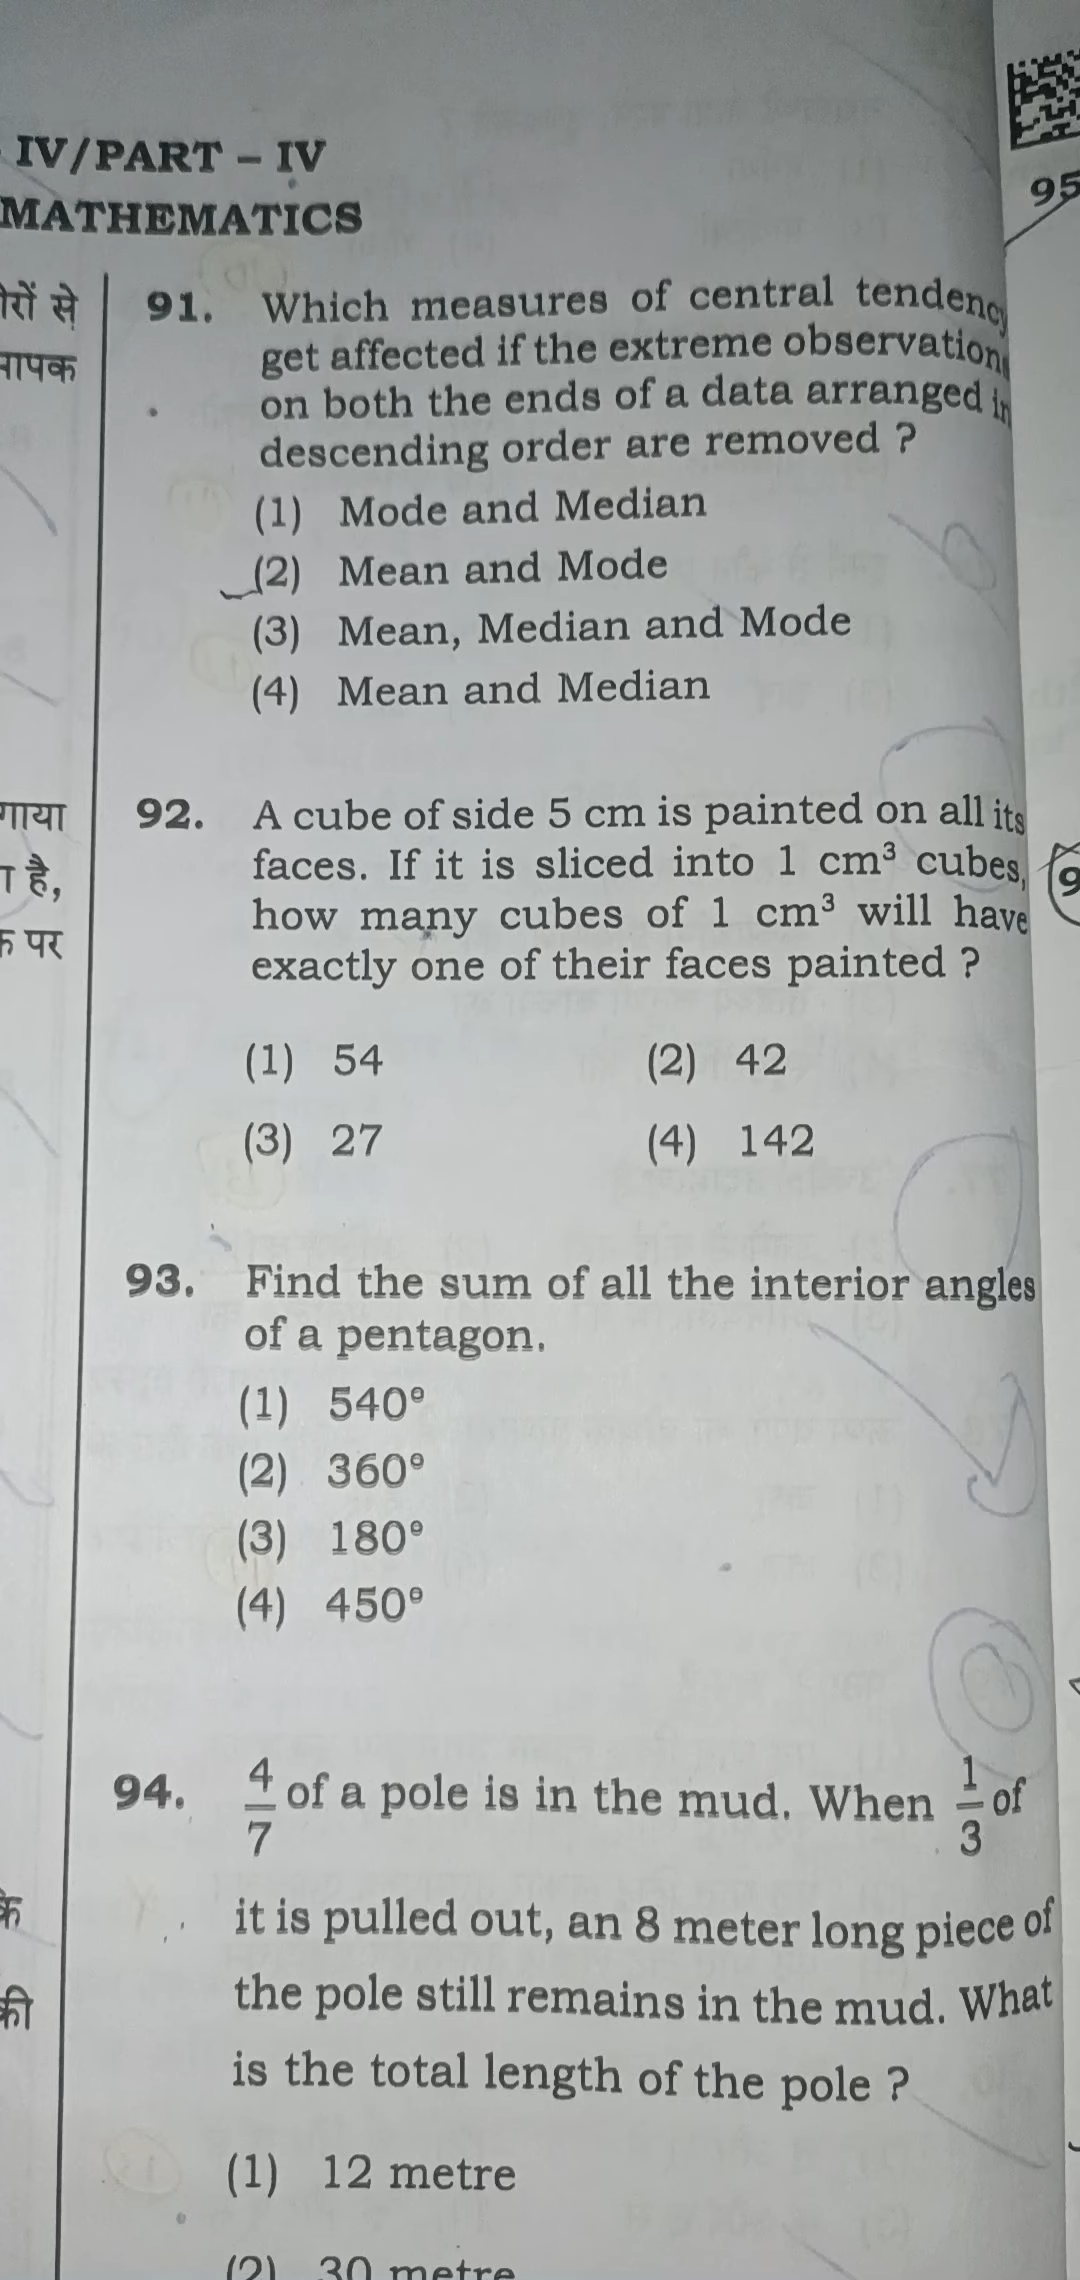 IV/PART – IV
MATHEMATICS
रों से
मापक
गाया
है,
पर
के
की
95
91. Which measures of central tendency
get affected if the extreme observations
on both the ends of a data arranged in
descending order are removed ?
(1) Mode and Median
(2) Mean and Mode
(3) Mean, Median and Mode
(4) Mean and Median
92. A cube of side 5 cm is painted on all its
faces. If it is sliced into 1 cm³ cubes,
how many cubes of 1 cm³ will have
exactly one of their faces painted ?
(1) 54 (2) 42
(3) 27 (4) 142
93. Find the sum of all the interior angles
of a pentagon.
(1) 540°
(2) 360°
(3) 180°
(4) 450°
94. 4/7 of a pole is in the mud. When 1/3 of
it is pulled out, an 8 meter long piece of
the pole still remains in the mud. What
is the total length of the pole ?
(1) 12 metre
(2) 30 metre